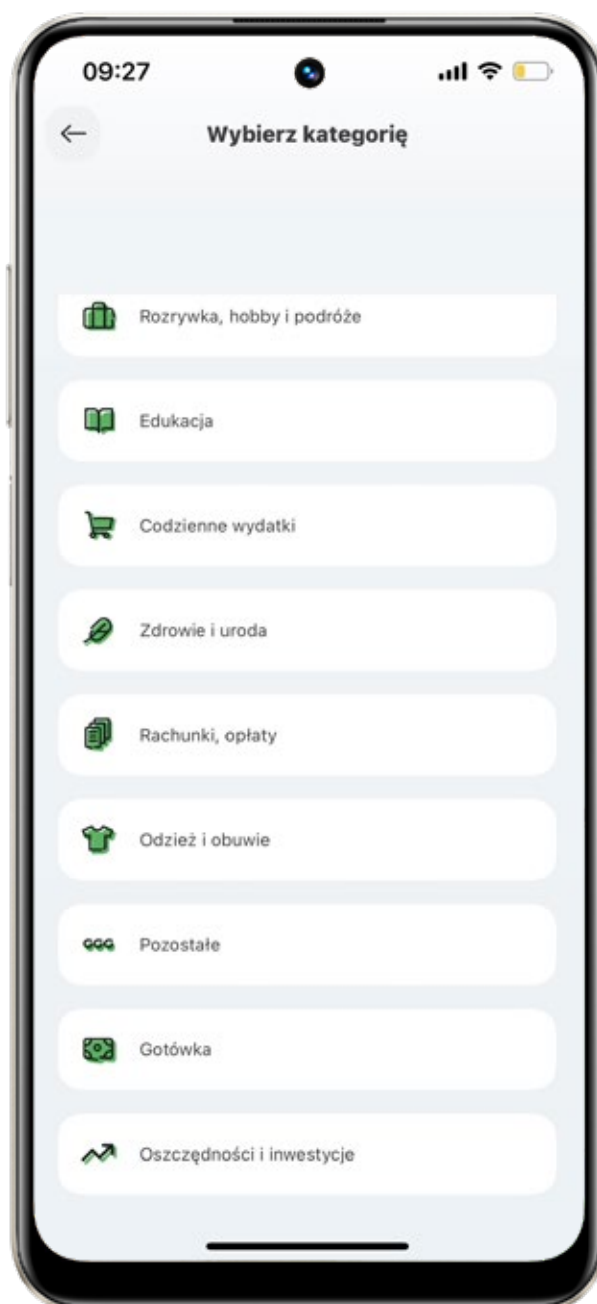 09:27
Wybierz kategorię
Rozrywka, hobby i podróże
Edukacja
Codzienne wydatki
Zdrowie i uroda
Rachunki, opłaty
Odzież i obuwie
Pozostałe
Gotówka
Oszczędności i inwestycje